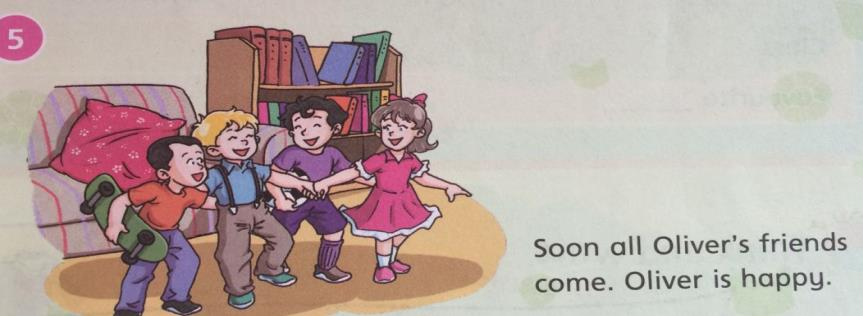 5
Soon all Oliver's friends
come. Oliver is happy.